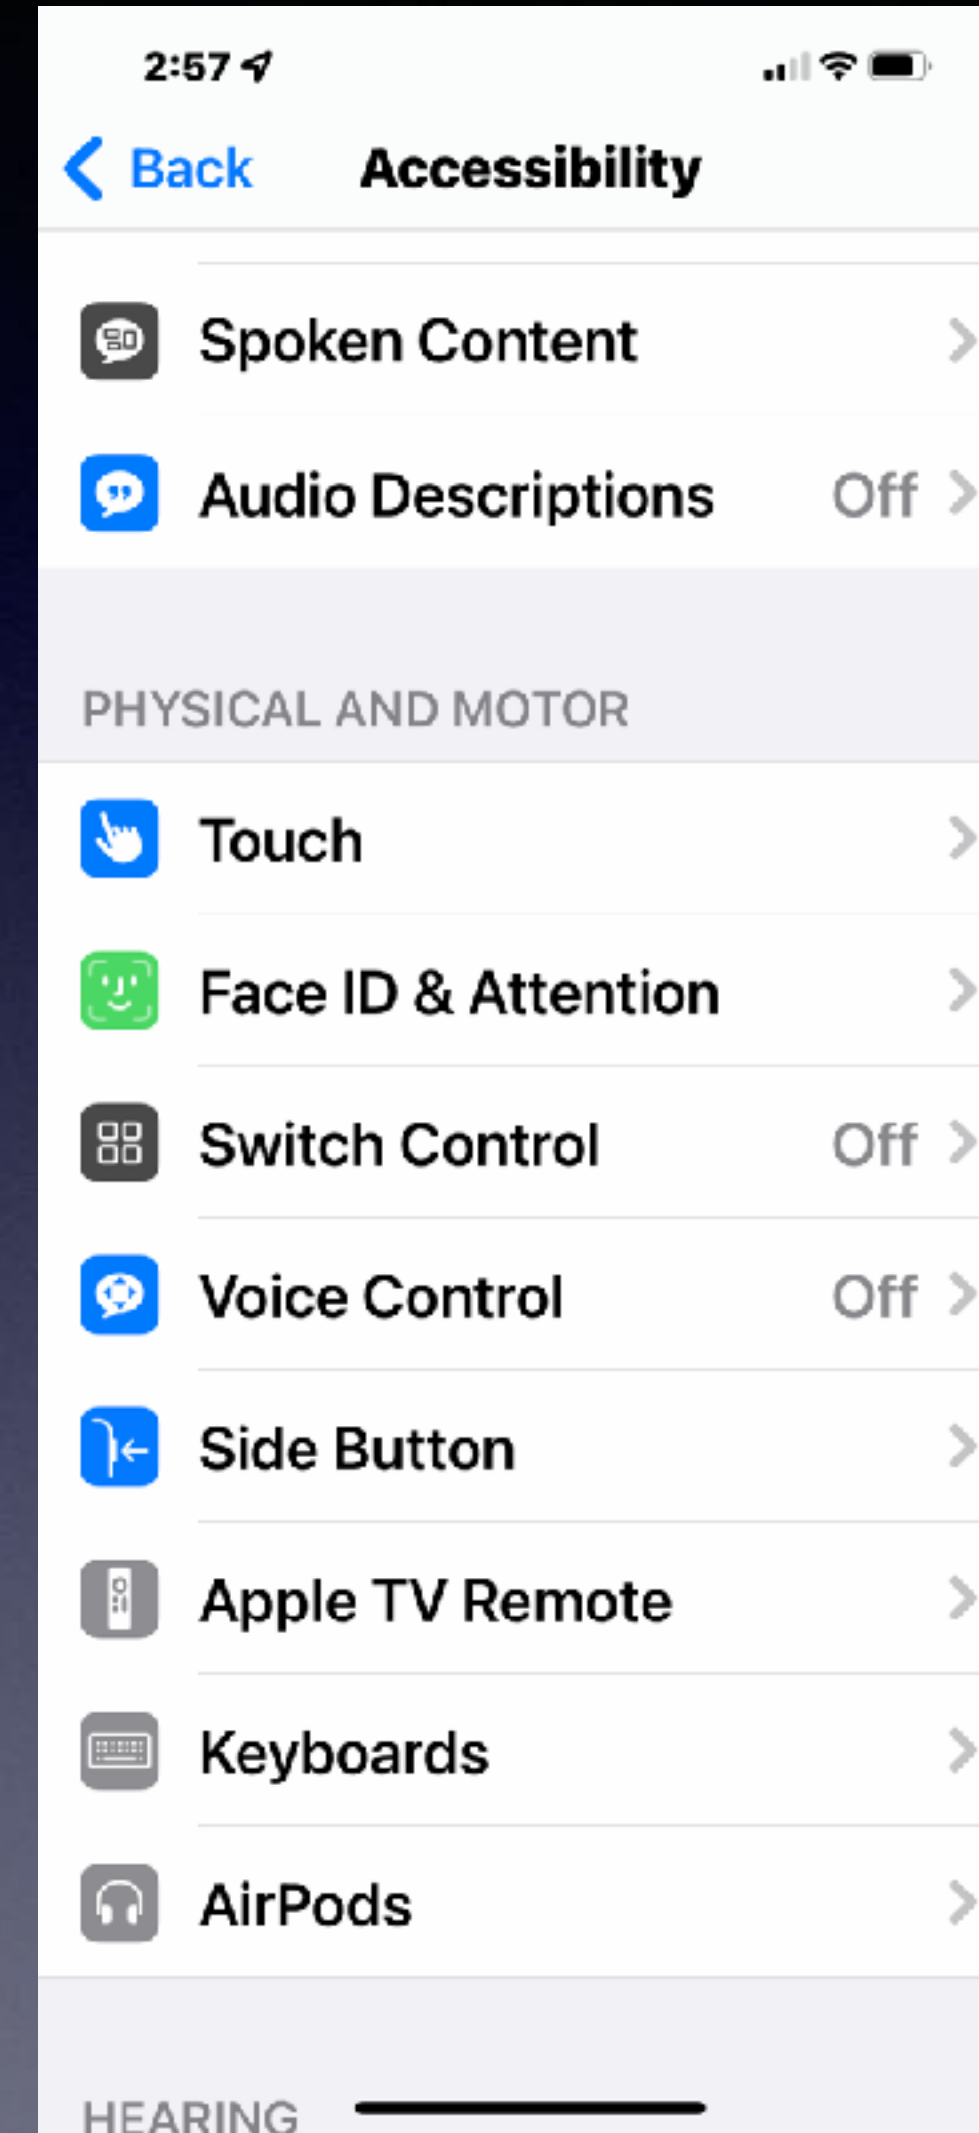 2:57
Back Accessibility
Spoken Content
Audio Descriptions Off
PHYSICAL AND MOTOR
Touch
Face ID & Attention
Switch Control Off
Voice Control Off
Side Button
Apple TV Remote
Keyboards
AirPods
HEARING